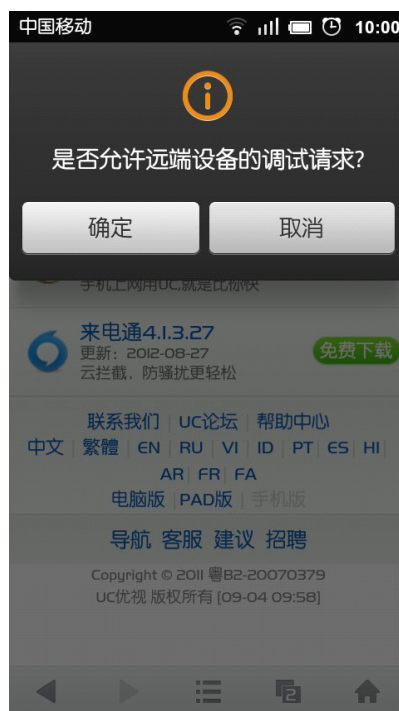 中国移动 10:00
是否允许远端设备的调试请求?
确定 取消
手机上网用UC,就是比你快
来电通4.1.3.27
更新：2012-08-27 免费下载
云拦截，防骚扰更轻松
联系我们 | UC论坛 | 帮助中心
中文 | 繁體 | EN | RU | VI | ID | PT | ES | HI |
AR | FR | FA
电脑版 | PAD版 | 手机版
导航 客服 建议 招聘
Copyright © 2011 粤B2-20070379
UC优视 版权所有 [09-04 09:58]
2